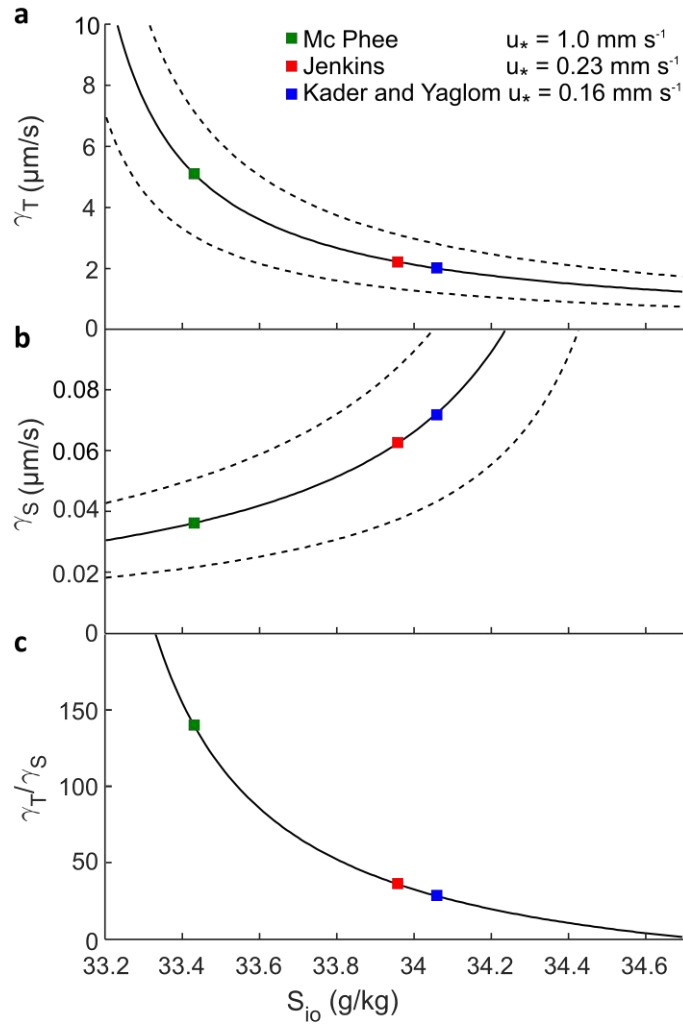 a
10
8
6
4
2
0
γT (μm/s)
Mc Phee u* = 1.0 mm s-1
Jenkins u* = 0.23 mm s-1
Kader and Yaglom u* = 0.16 mm s-1
b
0.08
0.06
0.04
0.02
0
γS (μm/s)
c
150
100
50
0
γT/γS
33.2 33.4 33.6 33.8 34 34.2 34.4 34.6
Sio (g/kg)